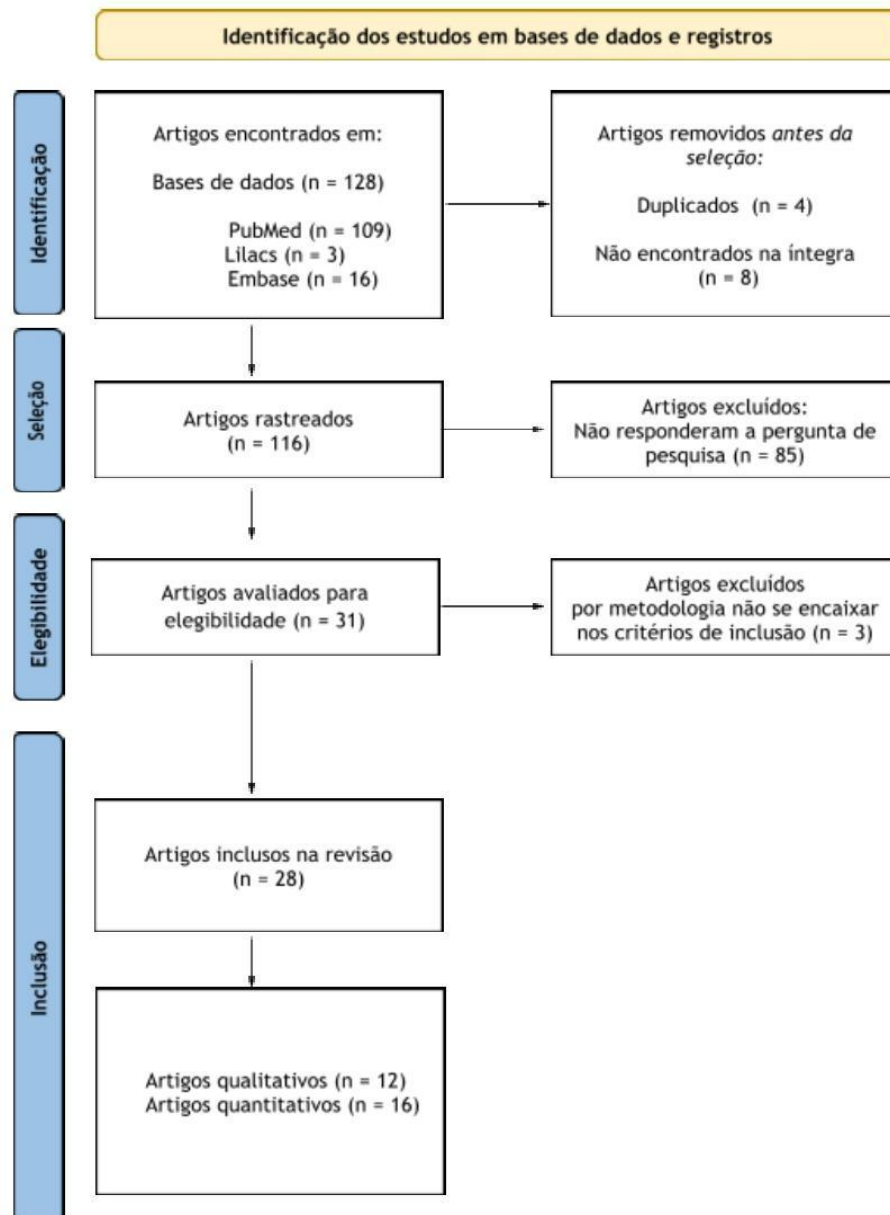 Identificação dos estudos em bases de dados e registros
Identificação
Artigos encontrados em:
Bases de dados (n = 128)
PubMed (n = 109)
Lilacs (n = 3)
Embase (n = 16)
Artigos removidos antes da
seleção:
Duplicados (n = 4)
Não encontrados na íntegra
(n = 8)
Seleção
Artigos rastreados
(n = 116)
Artigos excluídos:
Não responderam a pergunta de
pesquisa (n = 85)
Elegibilidade
Artigos avaliados para
elegibilidade (n = 31)
Artigos excluídos
por metodologia não se encaixar
nos critérios de inclusão (n = 3)
Inclusão
Artigos inclusos na revisão
(n = 28)
Artigos qualitativos (n = 12)
Artigos quantitativos (n = 16)